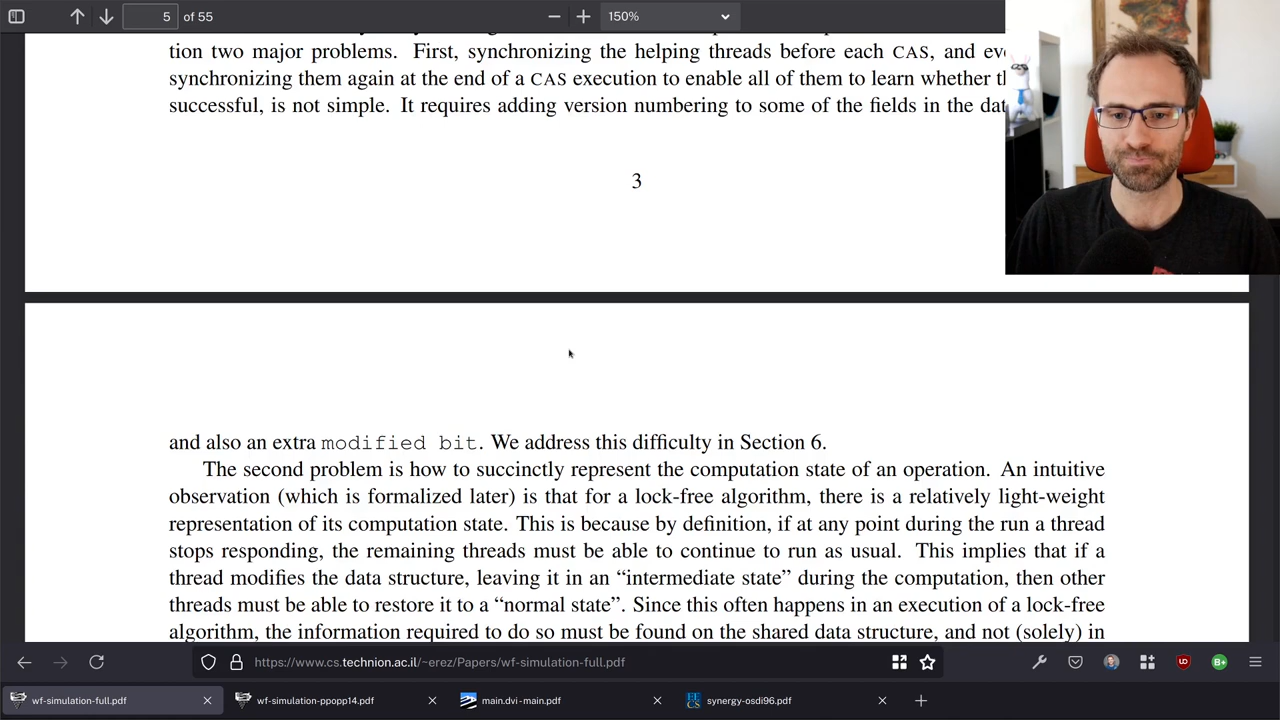 5 of 55
150%
tion two major problems. First, synchronizing the helping threads before each CAS, and
synchronizing them again at the end of a CAS execution to enable all of them to learn whether
successful, is not simple. It requires adding version numbering to some of the fields in the
3
and also an extra modified bit. We address this difficulty in Section 6.
The second problem is how to succinctly represent the computation state of an operation. An intuitive
observation (which is formalized later) is that for a lock-free algorithm, there is a relatively light-weight
representation of its computation state. This is because by definition, if at any point during the run a thread
stops responding, the remaining threads must be able to continue to run as usual. This implies that if a
thread modifies the data structure, leaving it in an “intermediate state” during the computation, then other
threads must be able to restore it to a “normal state”. Since this often happens in an execution of a lock-free
algorithm, the information required to do so must be found on the shared data structure, and not (solely) in
https://www.cs.technion.ac.il/~erez/Papers/wf-simulation-full.pdf
wf-simulation-full.pdf
wf-simulation-ppopp14.pdf
main.dvi - main.pdf
synergy-osdi96.pdf